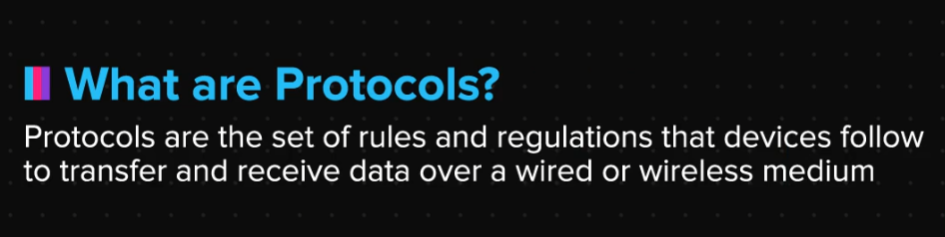 What are Protocols?
Protocols are the set of rules and regulations that devices follow
to transfer and receive data over a wired or wireless medium